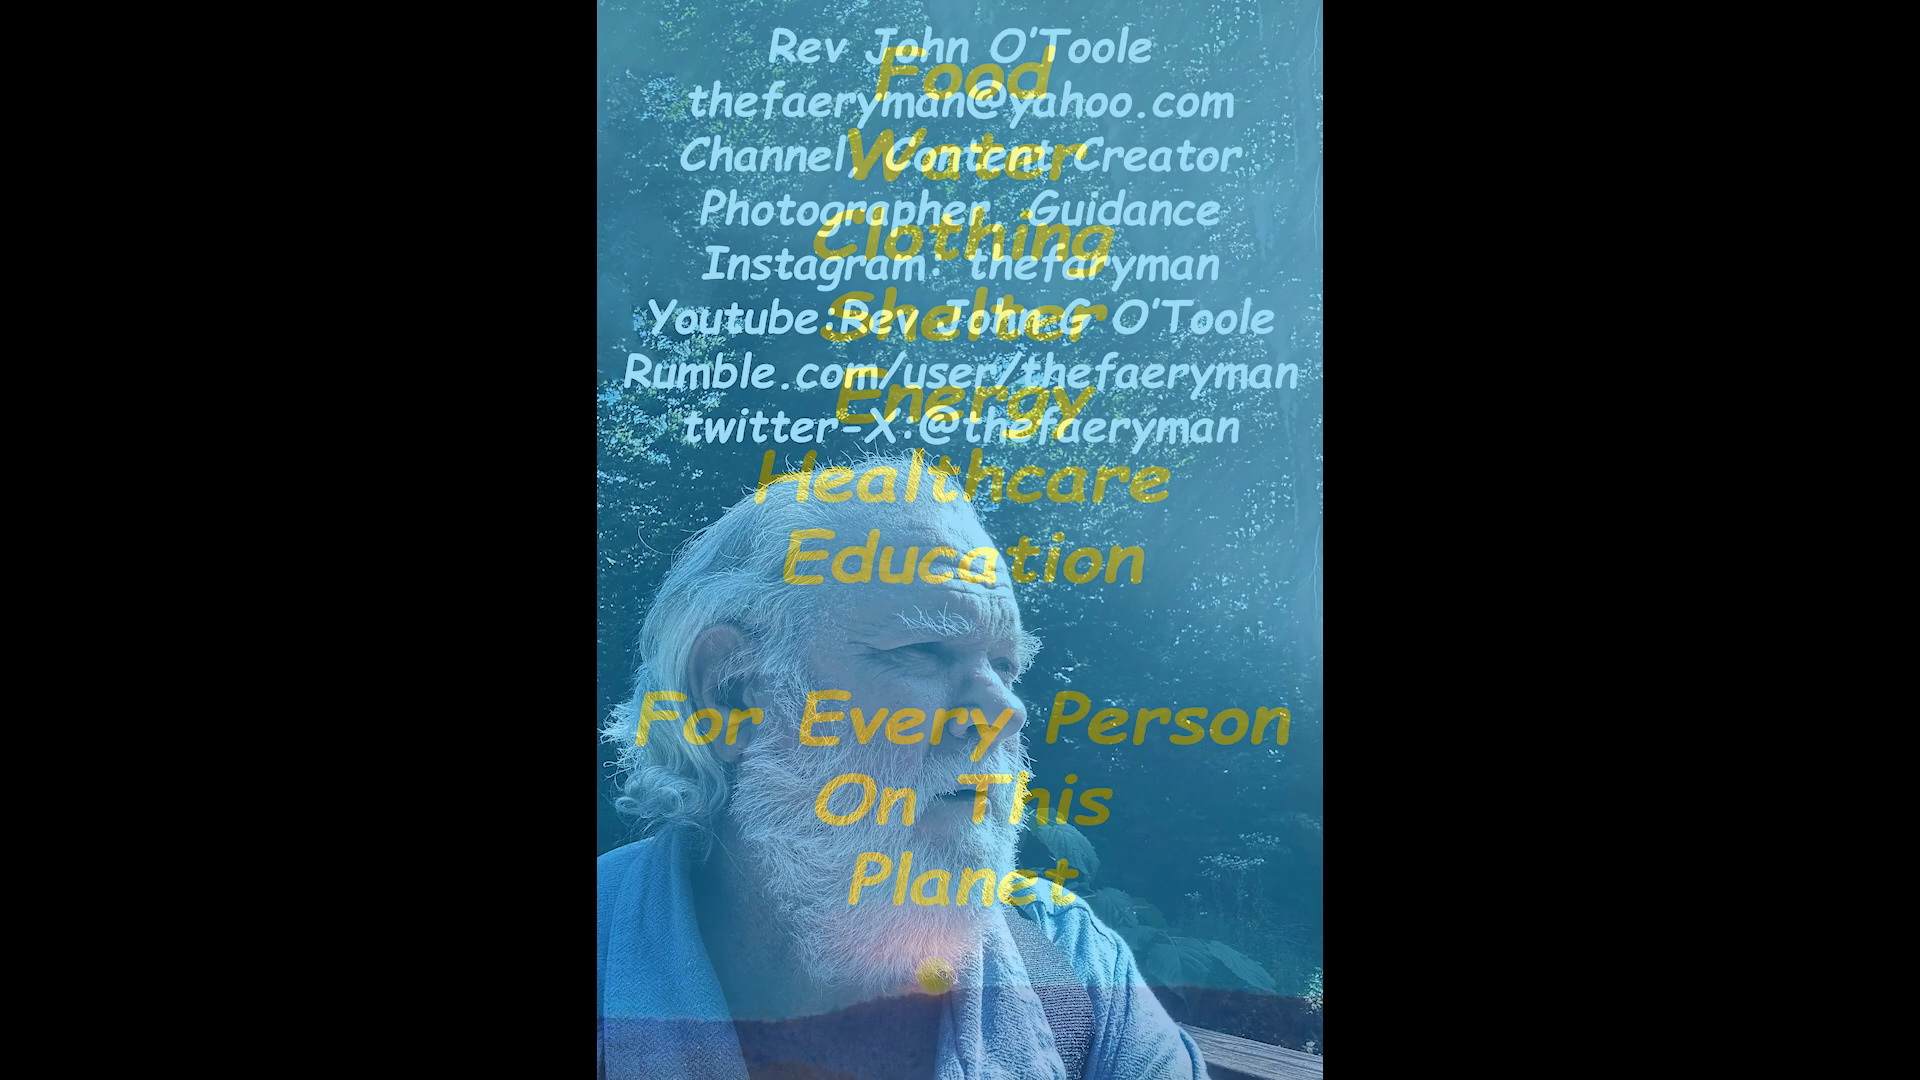 Rev John O'Toole
thefaeryman@yahoo.com
Channel, Content Creator
Photographer, Guidance
Instagram: thefaryman
Youtube:Rev John G O'Toole
Rumble.com/user/thefaeryman
twitter-X:@thefaeryman
Food
Water
Clothing
Shelter
Energy
Healthcare
Education
For Every Person
On This
Planet